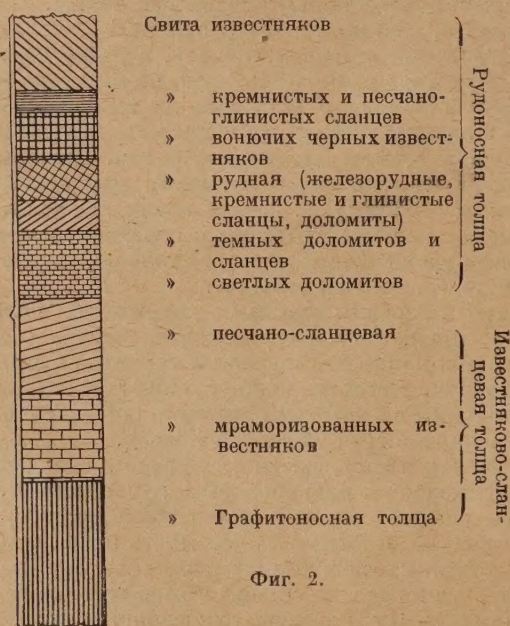 Свита известняков
» кремнистых и песчано-
глинистых сланцев
» вонючих черных извест-
няков
» рудная (железорудные,
кремнистые и глинистые
сланцы, доломиты)
» темных доломитов и
сланцев
» светлых доломитов
Рудоносная толща
» песчано-сланцевая
» мраморизованных из-
вестняков
» Графитоносная толща
Известняково-слан-
цевая толща
Фиг. 2.